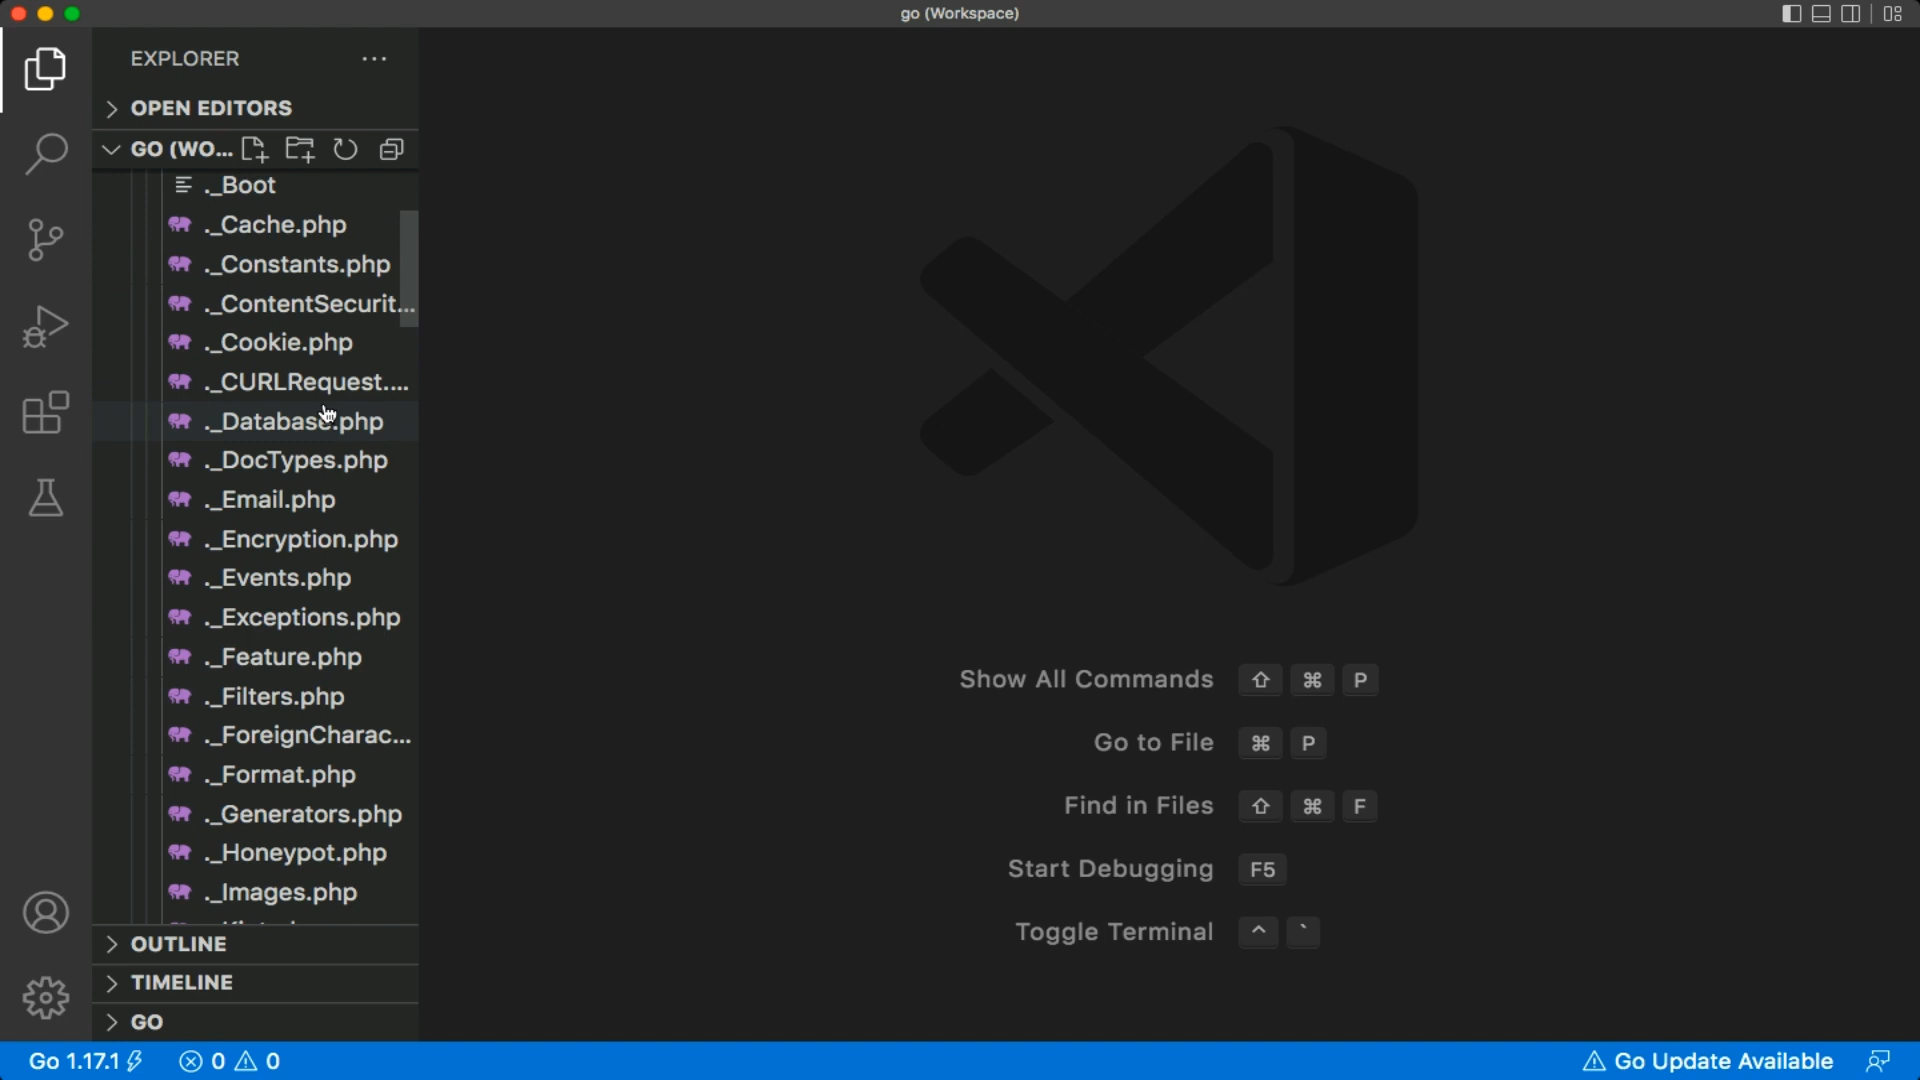 go (Workspace)
EXPLORER
OPEN EDITORS
GO (WO...
._Boot
._Cache.php
._Constants.php
._ContentSecurit...
._Cookie.php
._CURLRequest....
._Database.php
._DocTypes.php
._Email.php
._Encryption.php
._Events.php
._Exceptions.php
._Feature.php
._Filters.php
._ForeignCharac...
._Format.php
._Generators.php
._Honeypot.php
._Images.php
OUTLINE
TIMELINE
GO
Show All Commands ⇧ ⌘ P
Go to File ⌘ P
Find in Files ⇧ ⌘ F
Start Debugging F5
Toggle Terminal ^ `
Go 1.17.1 0 0 Go Update Available